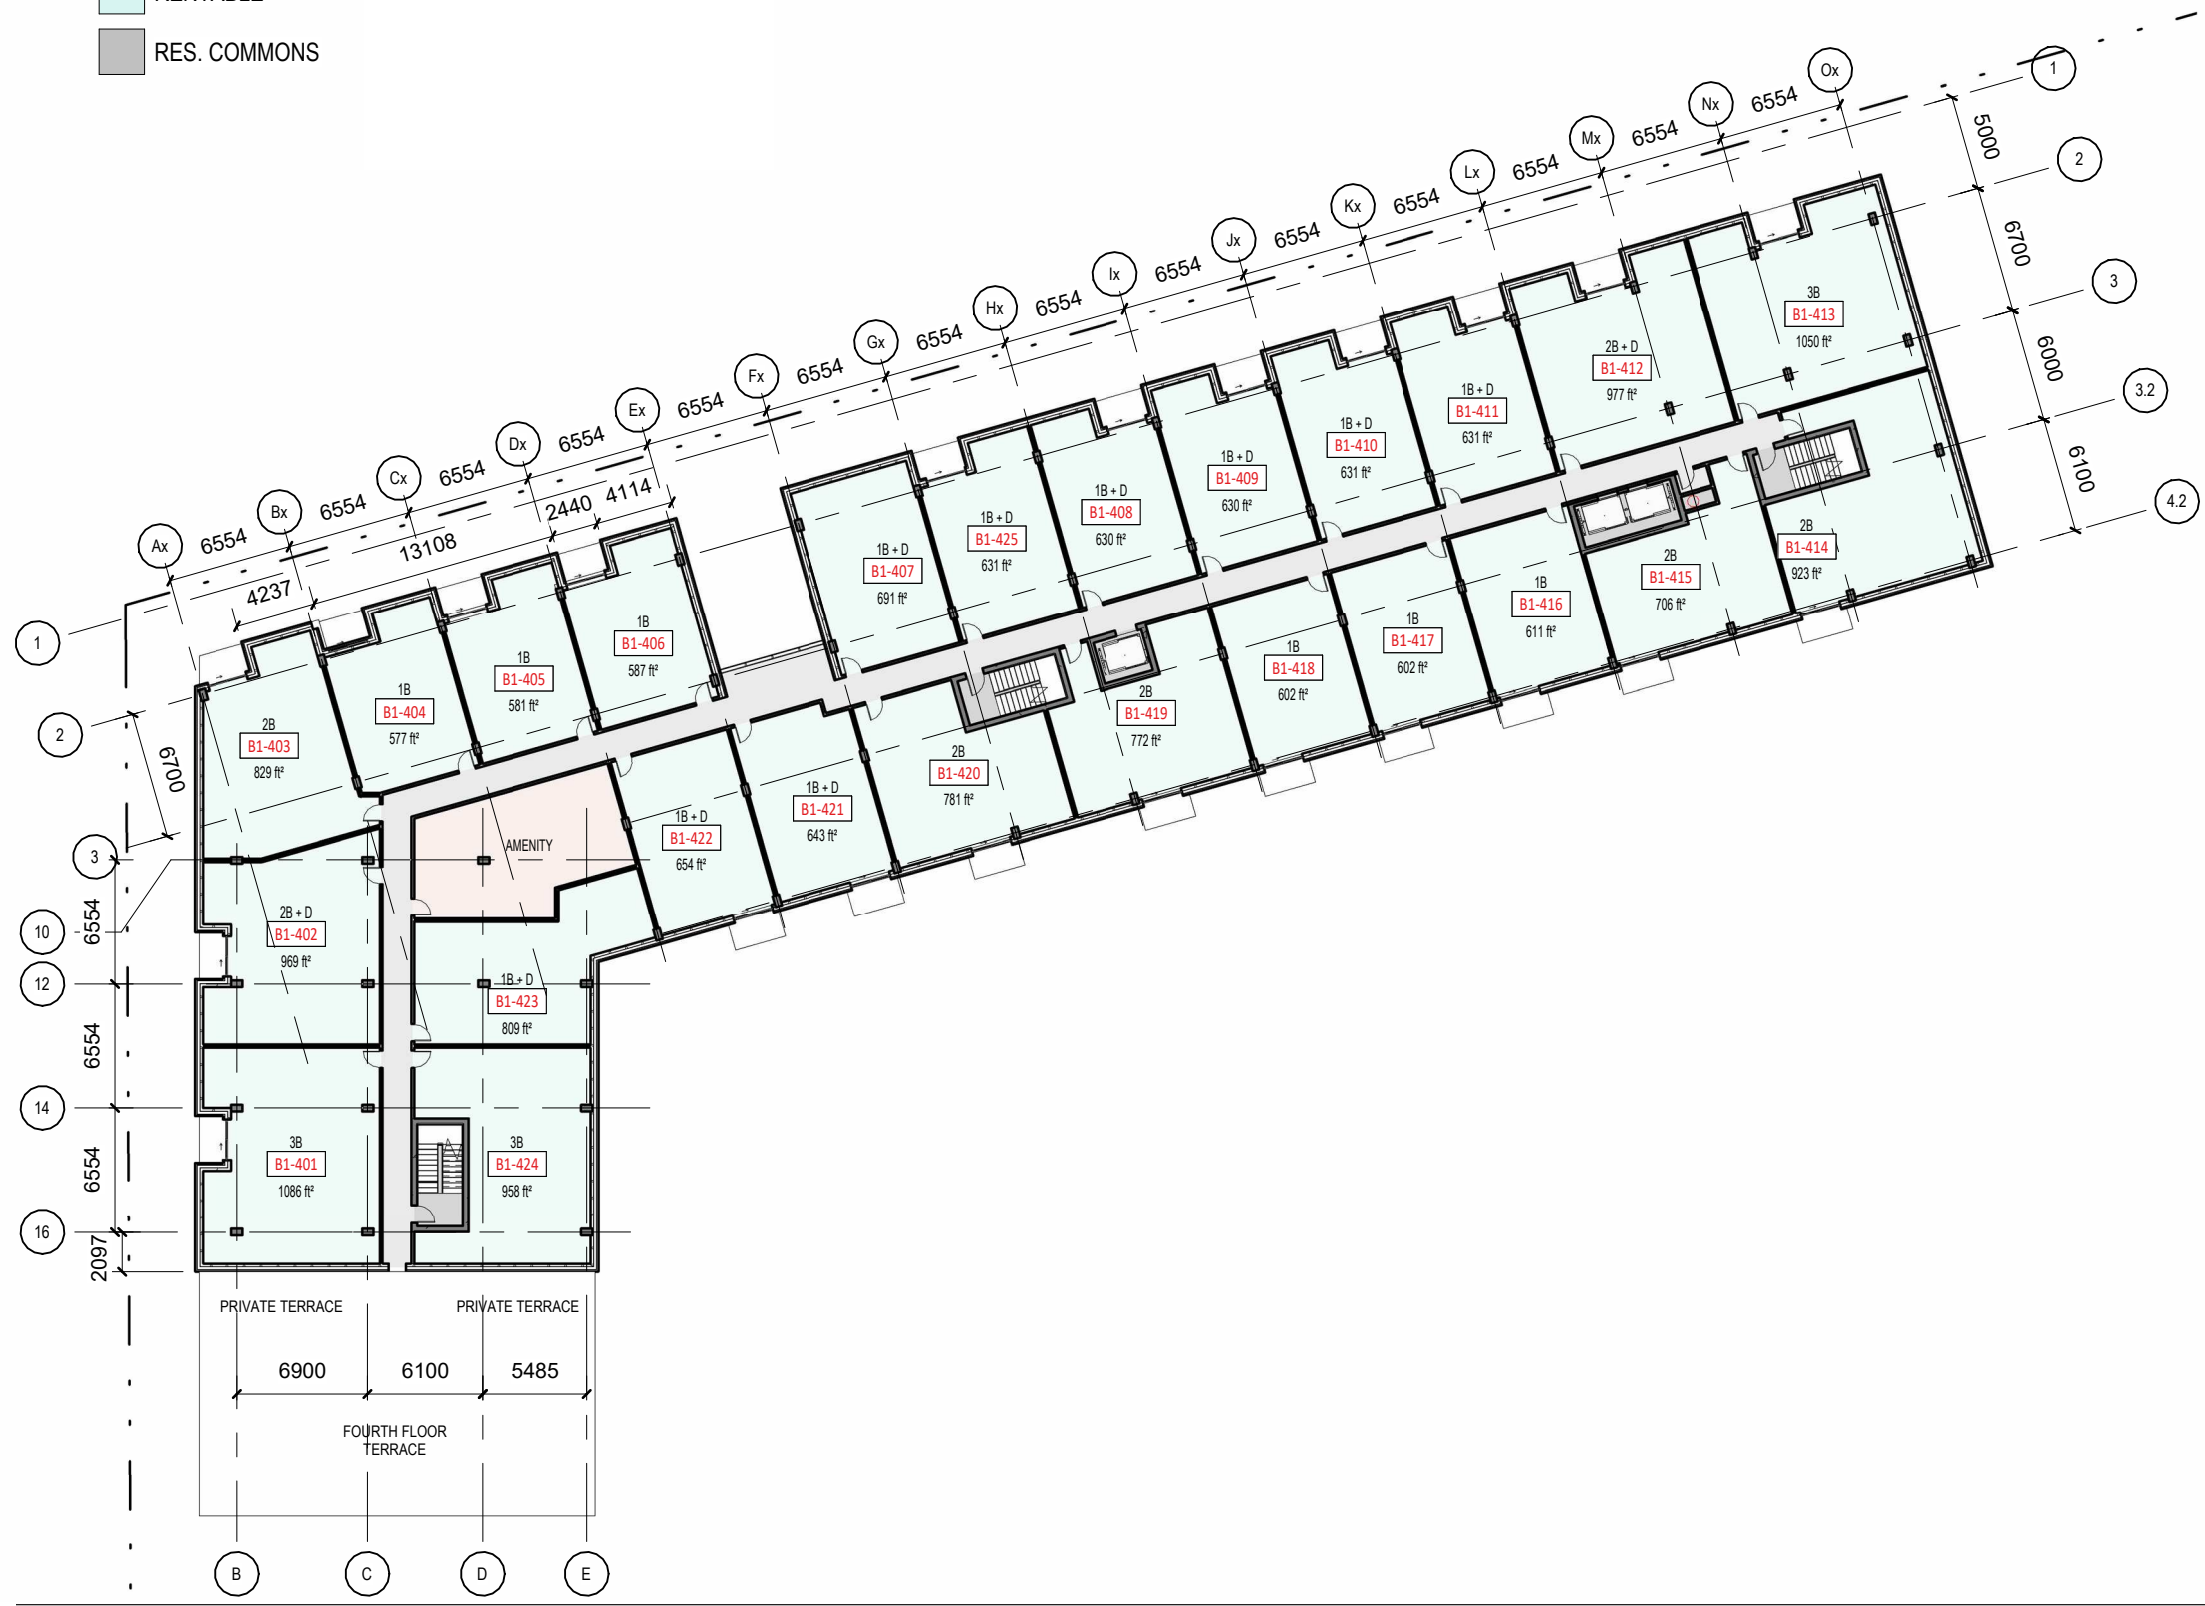 RES. COMMONS
Ox
1
Nx
6554
Mx
6554
5000
Lx
6554
2
Kx
6554
Jx
6554
6700
Ix
6554
3
Hx
6554
Gx
6554
6000
Fx
6554
3.2
Ex
6554
6100
Dx
6554
4.2
Cx
6554
Bx
6554
Ax
6554
4237
13108
2440
4114
1
2
6700
3
10
12
14
16
6554
6554
6554
2097
3B
B1-413
1050 ft²
2B + D
B1-412
977 ft²
1B + D
B1-411
631 ft²
1B + D
B1-410
631 ft²
1B + D
B1-409
630 ft²
1B + D
B1-408
630 ft²
1B + D
B1-425
631 ft²
1B + D
B1-407
691 ft²
2B
B1-414
923 ft²
2B
B1-415
706 ft²
1B
B1-416
611 ft²
1B
B1-417
602 ft²
1B
B1-418
602 ft²
2B
B1-419
772 ft²
2B
B1-420
781 ft²
1B + D
B1-421
643 ft²
1B + D
B1-422
654 ft²
1B
B1-406
587 ft²
1B
B1-405
581 ft²
1B
B1-404
577 ft²
2B
B1-403
829 ft²
AMENITY
2B + D
B1-402
969 ft²
1B + D
B1-423
809 ft²
3B
B1-401
1086 ft²
3B
B1-424
958 ft²
PRIVATE TERRACE
PRIVATE TERRACE
6900
6100
5485
FOURTH FLOOR
TERRACE
B
C
D
E